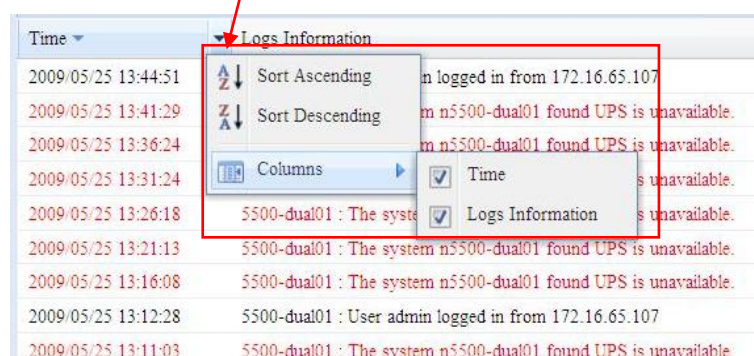 Time Logs Information
2009/05/25 13:44:51 Sort Ascending n logged in from 172.16.65.107
2009/05/25 13:41:29 Sort Descending m n5500-dual01 found UPS is unavailable.
2009/05/25 13:36:24 m n5500-dual01 found UPS is unavailable.
2009/05/25 13:31:24 Columns Time s unavailable.
2009/05/25 13:26:18 5500-dual01 : The syste Logs Information s unavailable.
2009/05/25 13:21:13 5500-dual01 : The system n5500-dual01 found UPS is unavailable.
2009/05/25 13:16:08 5500-dual01 : The system n5500-dual01 found UPS is unavailable.
2009/05/25 13:12:28 5500-dual01 : User admin logged in from 172.16.65.107
2009/05/25 13:11:03 5500-dual01 : The system n5500-dual01 found UPS is unavailable.